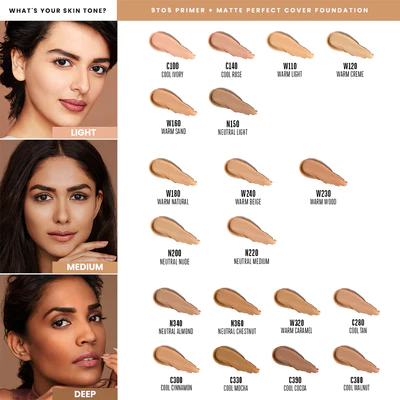 WHAT'S YOUR SKIN TONE?
9TO5 PRIMER + MATTE PERFECT COVER FOUNDATION
LIGHT
C100
COOL IVORY
C140
COOL ROSE
W110
WARM LIGHT
W120
WARM CREME
W160
WARM SAND
N150
NEUTRAL LIGHT
MEDIUM
W180
WARM NATURAL
W240
WARM BEIGE
W230
WARM WOOD
N200
NEUTRAL NUDE
N220
NEUTRAL MEDIUM
DEEP
N340
NEUTRAL ALMOND
N360
NEUTRAL CHESTNUT
W320
WARM CARAMEL
C280
COOL TAN
C300
COOL CINNAMON
C330
COOL MOCHA
C390
COOL COCOA
C380
COOL WALNUT